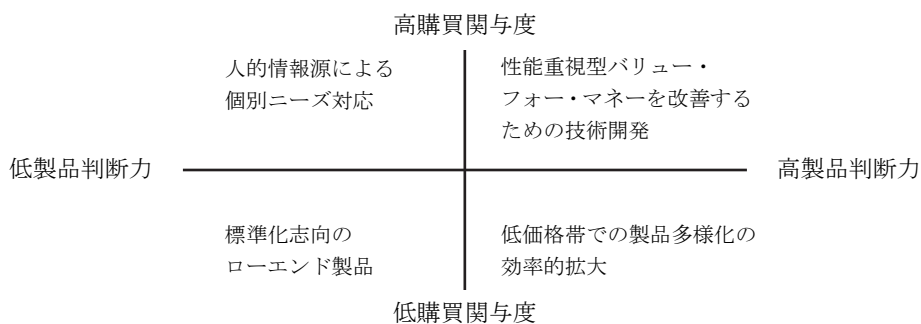 高購買関与度
人的情報源による
個別ニーズ対応
性能重視型バリュー・
フォー・マネーを改善する
ための技術開発
低製品判断力
高製品判断力
標準化志向の
ローエンド製品
低価格帯での製品多様化の
効率的拡大
低購買関与度